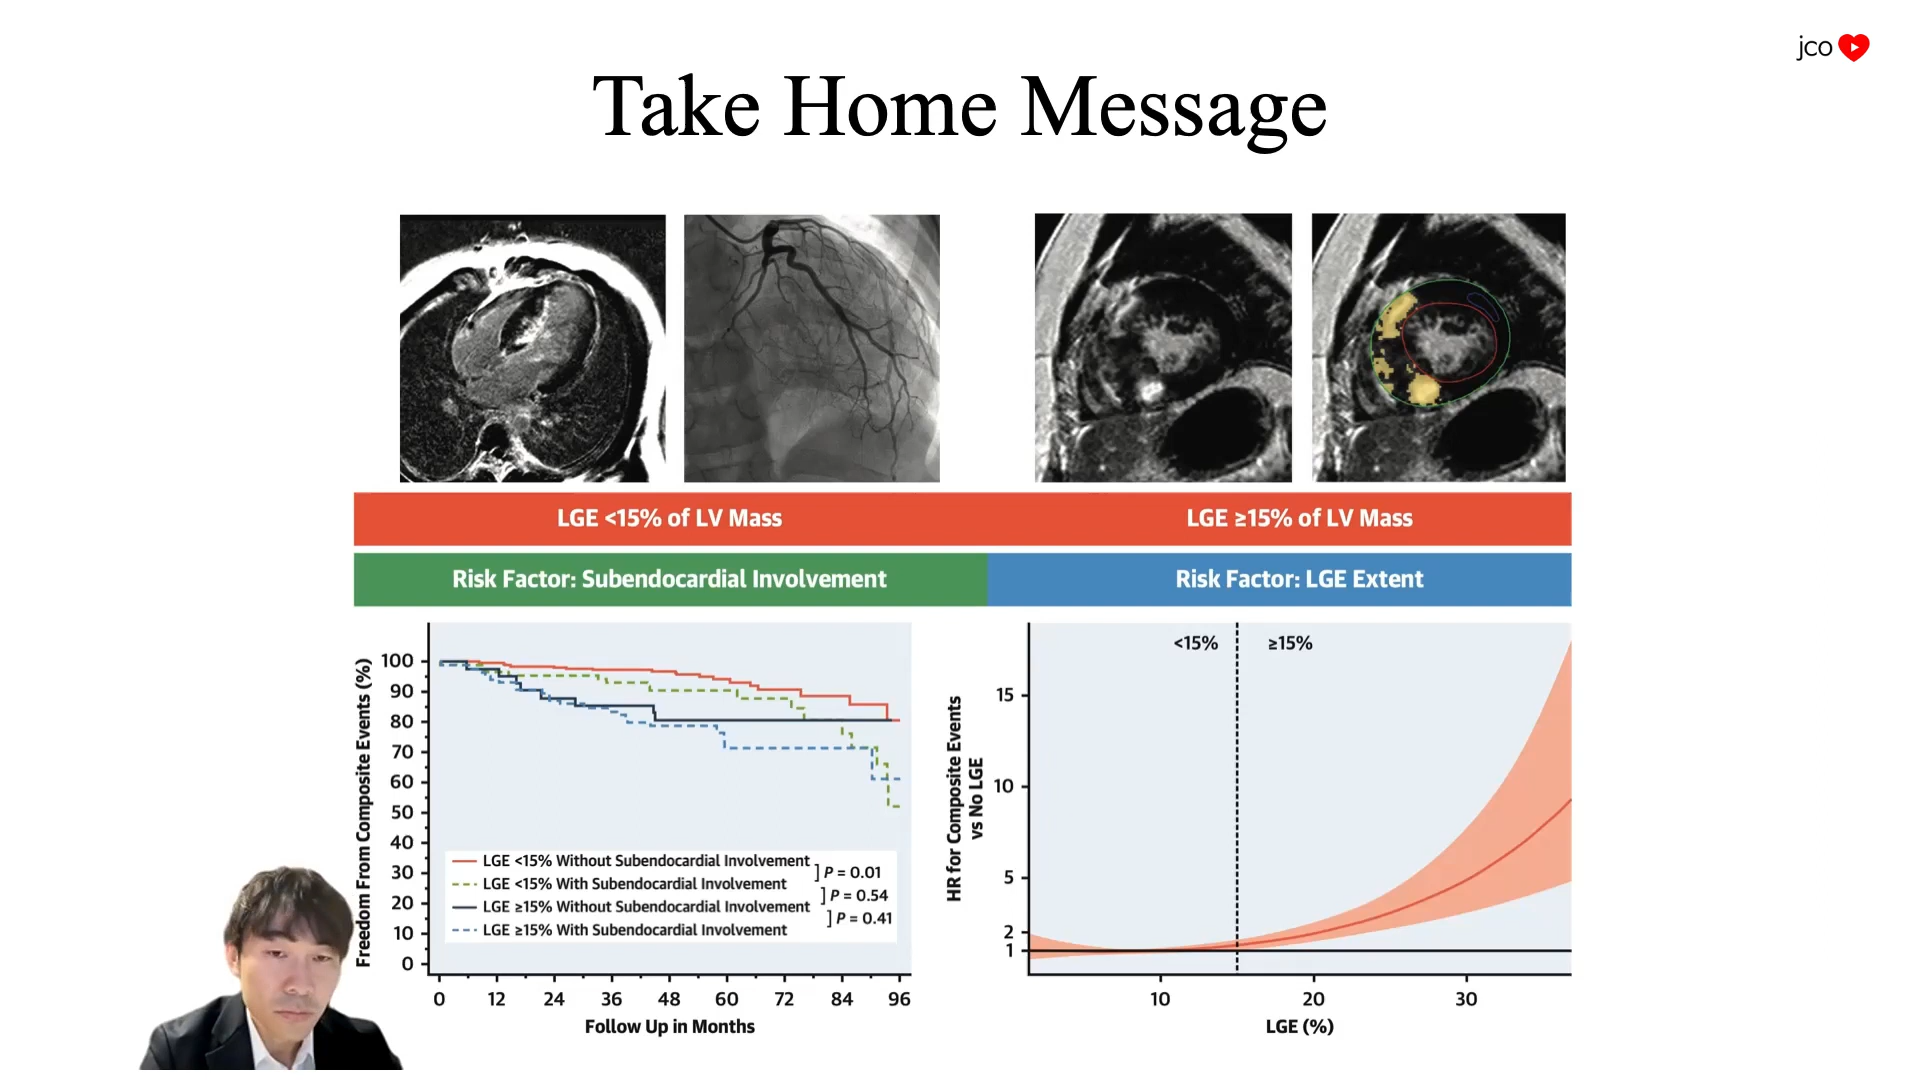 jco
Take Home Message
LGE <15% of LV Mass
LGE ≥15% of LV Mass
Risk Factor: Subendocardial Involvement
Risk Factor: LGE Extent
Freedom From Composite Events (%)
100
90
80
70
60
50
40
30
20
10
0
LGE <15% Without Subendocardial Involvement
LGE <15% With Subendocardial Involvement
LGE ≥15% Without Subendocardial Involvement
LGE ≥15% With Subendocardial Involvement
P = 0.01
P = 0.54
P = 0.41
0 12 24 36 48 60 72 84 96
Follow Up in Months
HR for Composite Events
vs No LGE
<15% ≥15%
15
10
5
2
1
10 20 30
LGE (%)